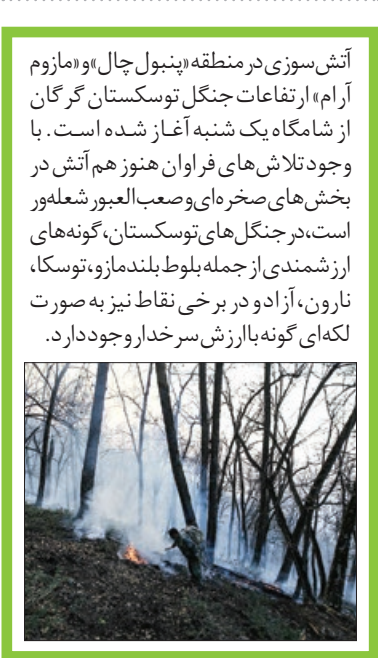 آتش‌سوزی در منطقه «پنبول چال» و «مازوم
آرام» ارتفاعات جنگل توسکستان گرگان
از شامگاه یک شنبه آغـاز شـده اسـت. با
وجود تلاش‌های فراوان هنوز هم آتش در
بخش‌های صخره‌ای و صعب‌العبور شعله‌ور
است، در جنگل‌های توسکستان، گونه‌های
ارزشمندی از جمله بلوط بلندمازو، توسکا،
نارون، آزاد و در برخی نقاط نیز به صورت
لکه‌ای گونه باارزش سرخدار وجود دارد.